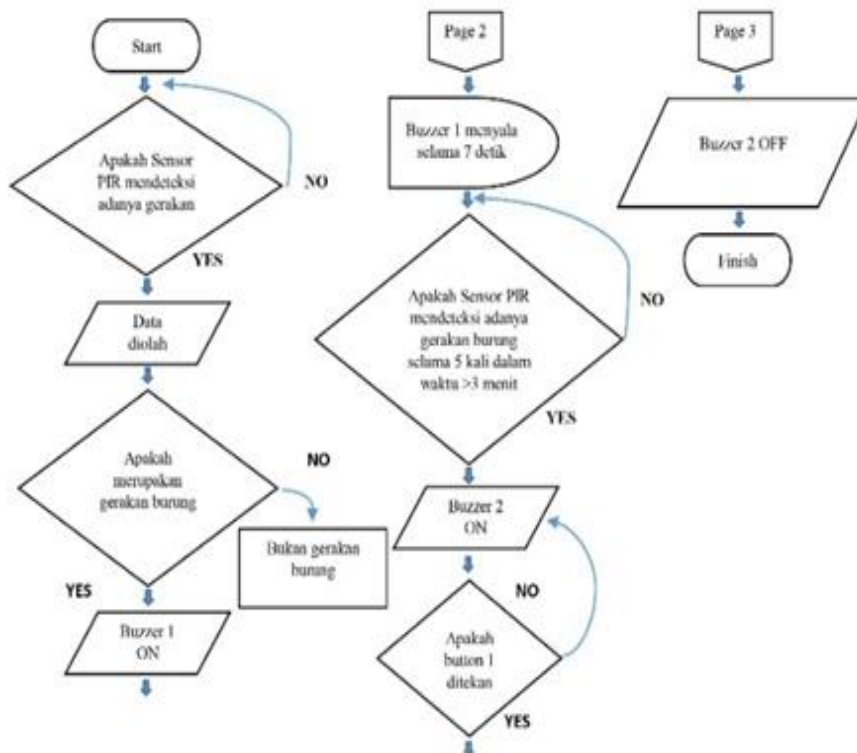 Start
Apakah Sensor
PIR mendeteksi
adanya gerakan
NO
YES
Data
diolah
Apakah
merupakan
gerakan burung
NO
Bukan gerakan
burung
YES
Buzzer 1
ON
Page 2
Buzzer 1 menyala
selama 7 detik
Apakah Sensor PIR
mendeteksi adanya
gerakan burung
selama 5 kali dalam
waktu >3 menit
NO
YES
Buzzer 2
ON
NO
Apakah
button 1
ditekan
YES
Page 3
Buzzer 2 OFF
Finish